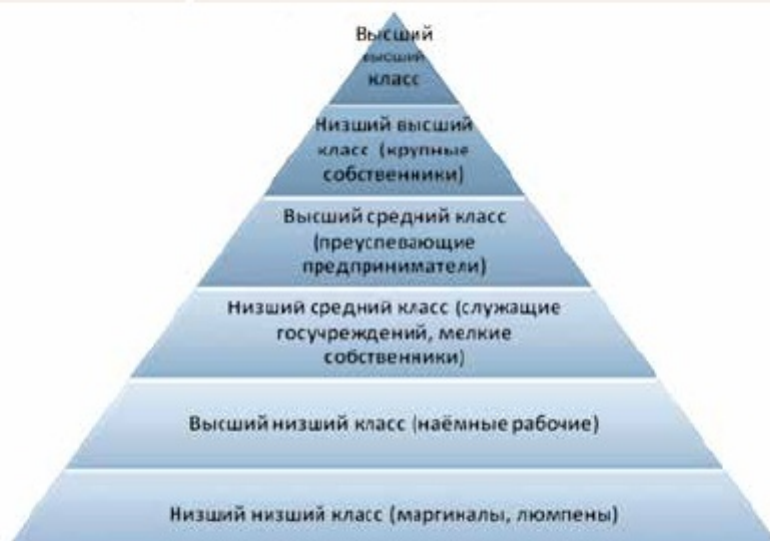 Высший
высший
класс
Низший высший
класс (крупные
собственники)
Высший средний класс
(преуспевающие
предприниматели)
Низший средний класс (служащие
госучреждений, мелкие
собственники)
Высший низший класс (наёмные рабочие)
Низший низший класс (маргиналы, люмпены)